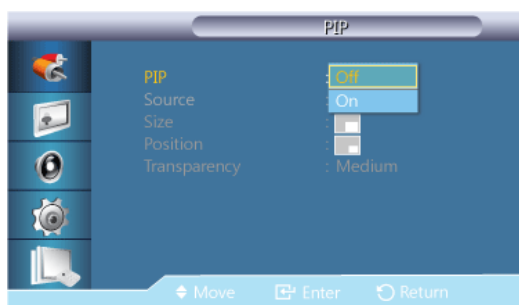 PIP
PIP : Off
Source : On
Size :
Position :
Transparency : Medium
Move Enter Return